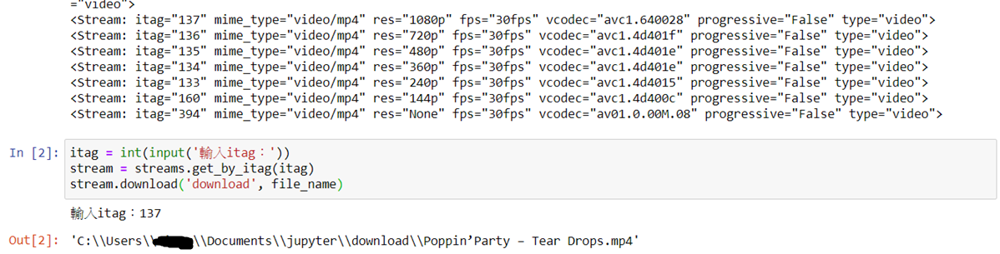 ="video">
<Stream: itag="137" mime_type="video/mp4" res="1080p" fps="30fps" vcodec="avc1.640028" progressive="False" type="video">
<Stream: itag="136" mime_type="video/mp4" res="720p" fps="30fps" vcodec="avc1.4d401f" progressive="False" type="video">
<Stream: itag="135" mime_type="video/mp4" res="480p" fps="30fps" vcodec="avc1.4d401e" progressive="False" type="video">
<Stream: itag="134" mime_type="video/mp4" res="360p" fps="30fps" vcodec="avc1.4d401e" progressive="False" type="video">
<Stream: itag="133" mime_type="video/mp4" res="240p" fps="30fps" vcodec="avc1.4d4015" progressive="False" type="video">
<Stream: itag="160" mime_type="video/mp4" res="144p" fps="30fps" vcodec="avc1.4d400c" progressive="False" type="video">
<Stream: itag="394" mime_type="video/mp4" res="None" fps="30fps" vcodec="av01.0.00M.08" progressive="False" type="video">
In [2]: itag = int(input('輸入itag：'))
stream = streams.get_by_itag(itag)
stream.download('download', file_name)
輸入itag：137
Out[2]: 'C:\\Users\\\\Documents\\jupyter\\download\\Poppin’Party – Tear Drops.mp4'